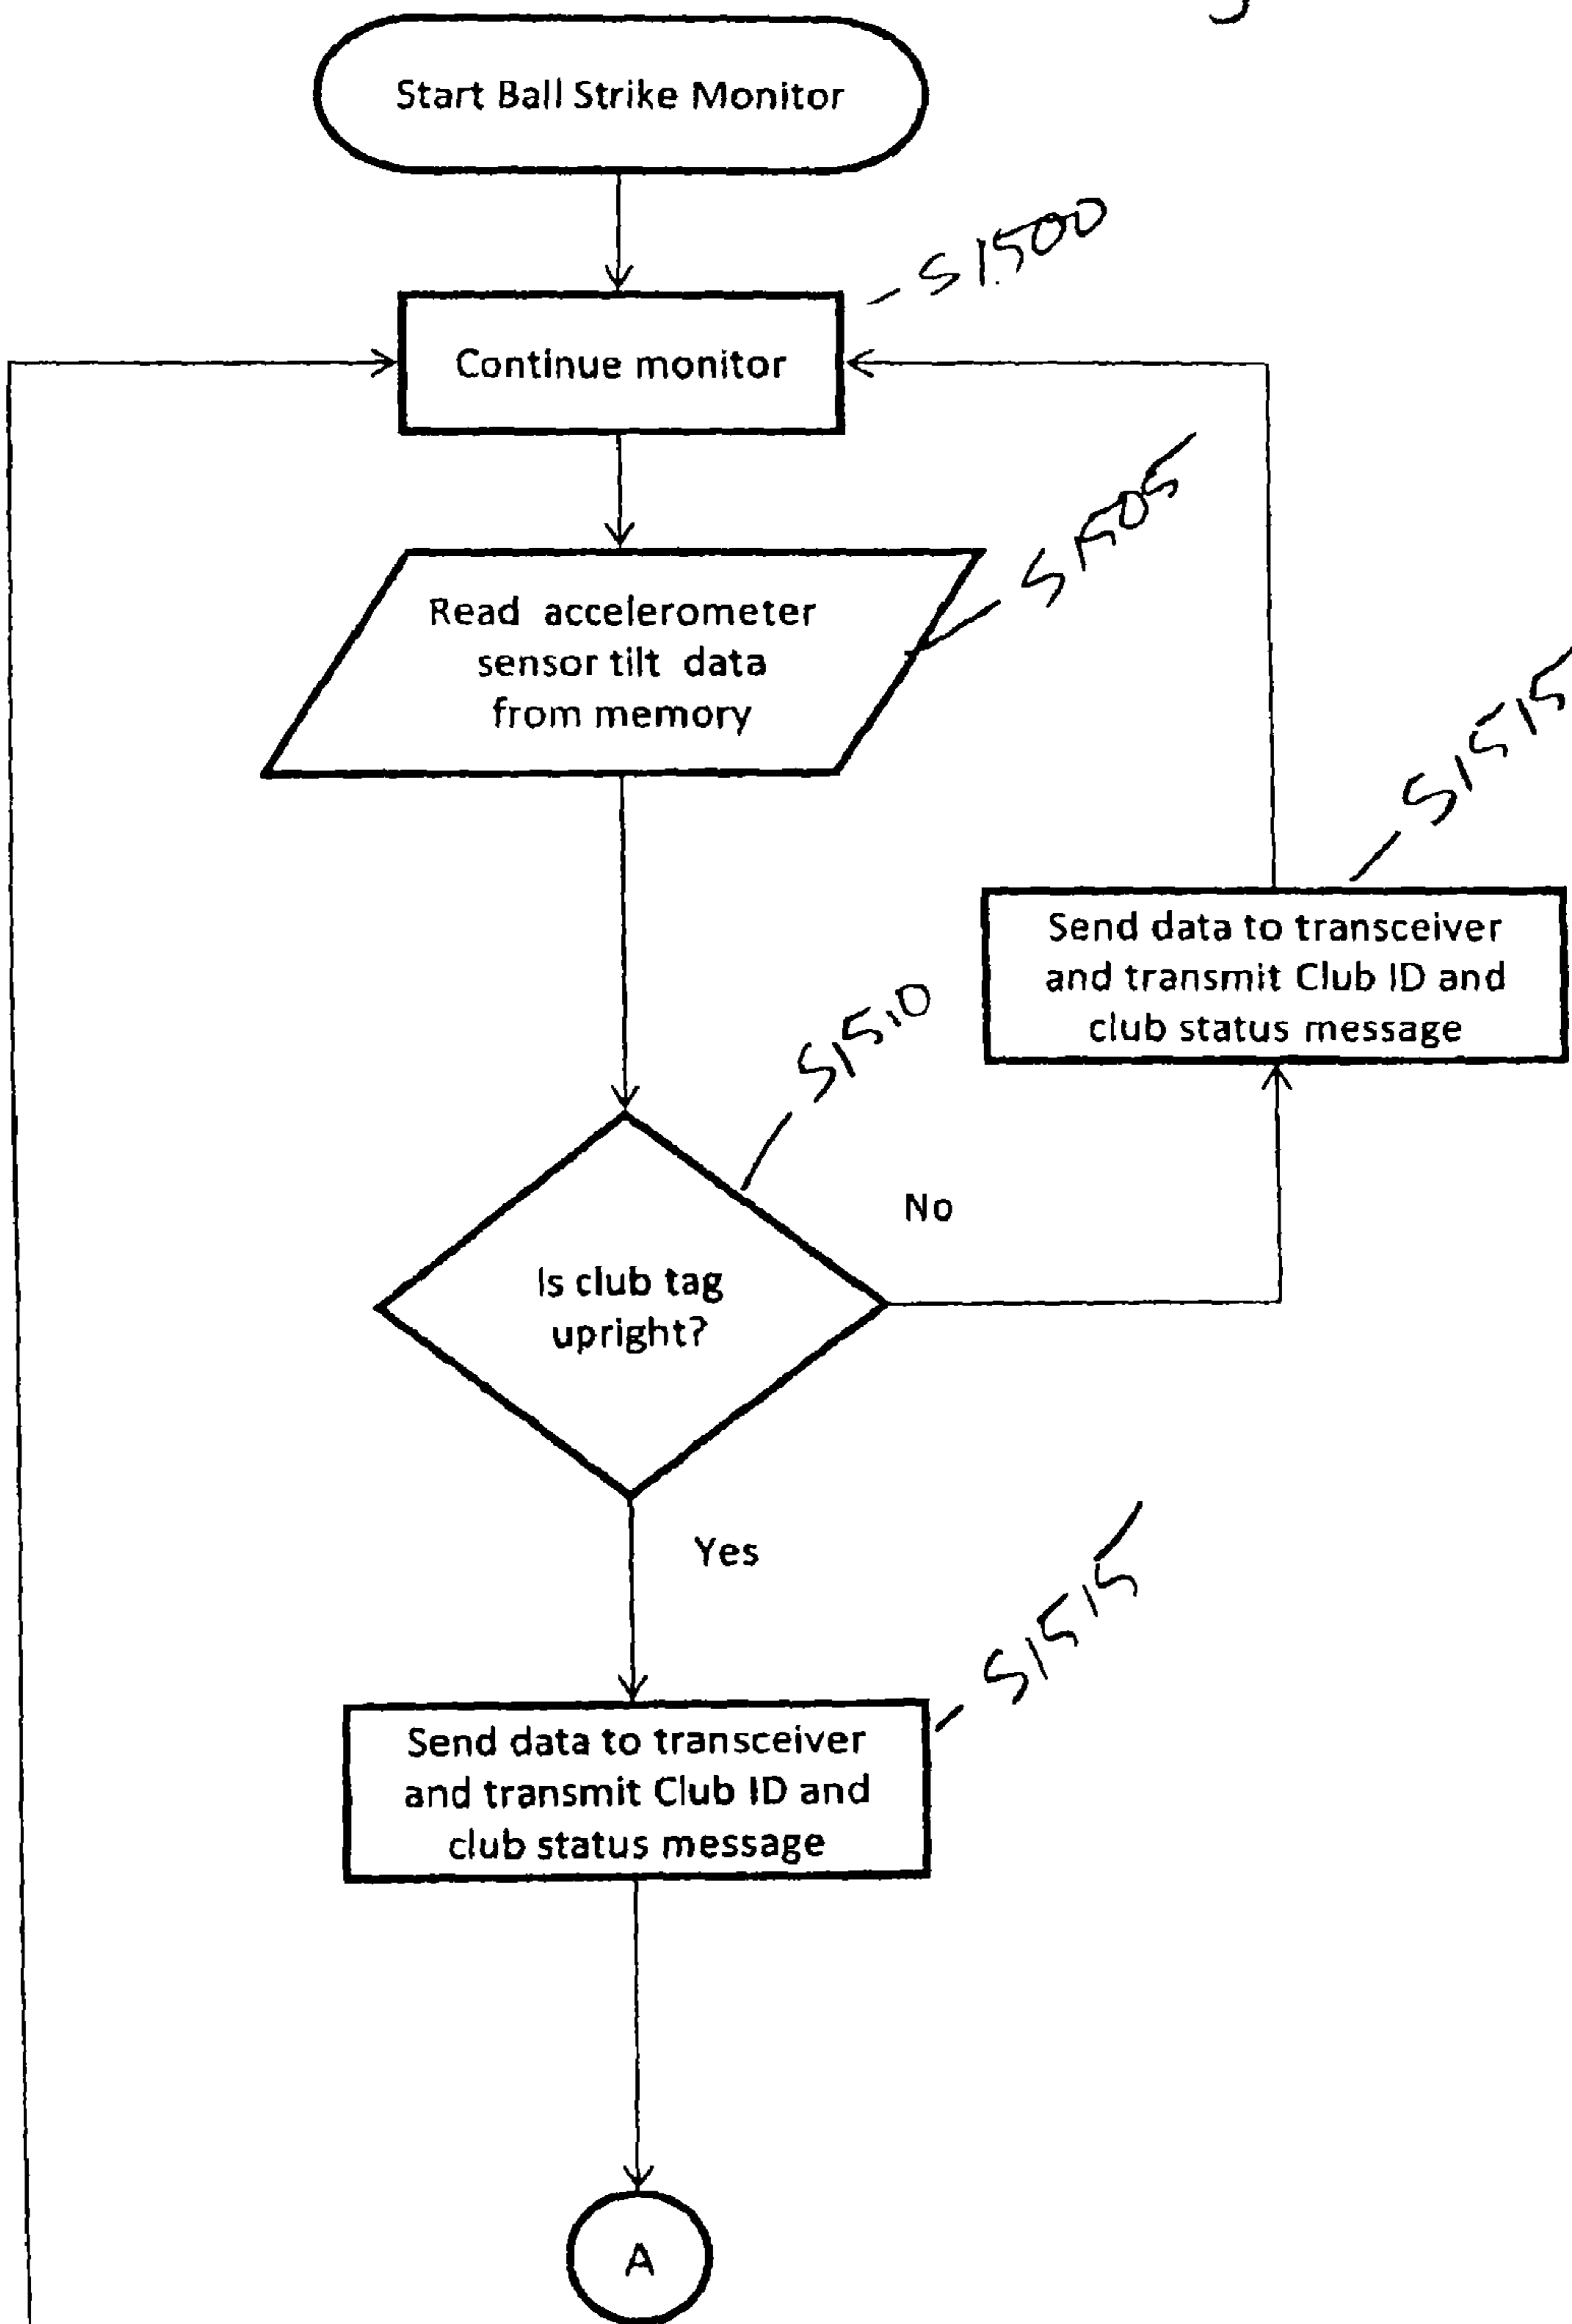 Start Ball Strike Monitor
S1500
Continue monitor
S1505
Read accelerometer
sensor tilt data
from memory
S1515
Send data to transceiver
and transmit Club ID and
club status message
S1510
No
Is club tag
upright?
Yes
S1515
Send data to transceiver
and transmit Club ID and
club status message
A